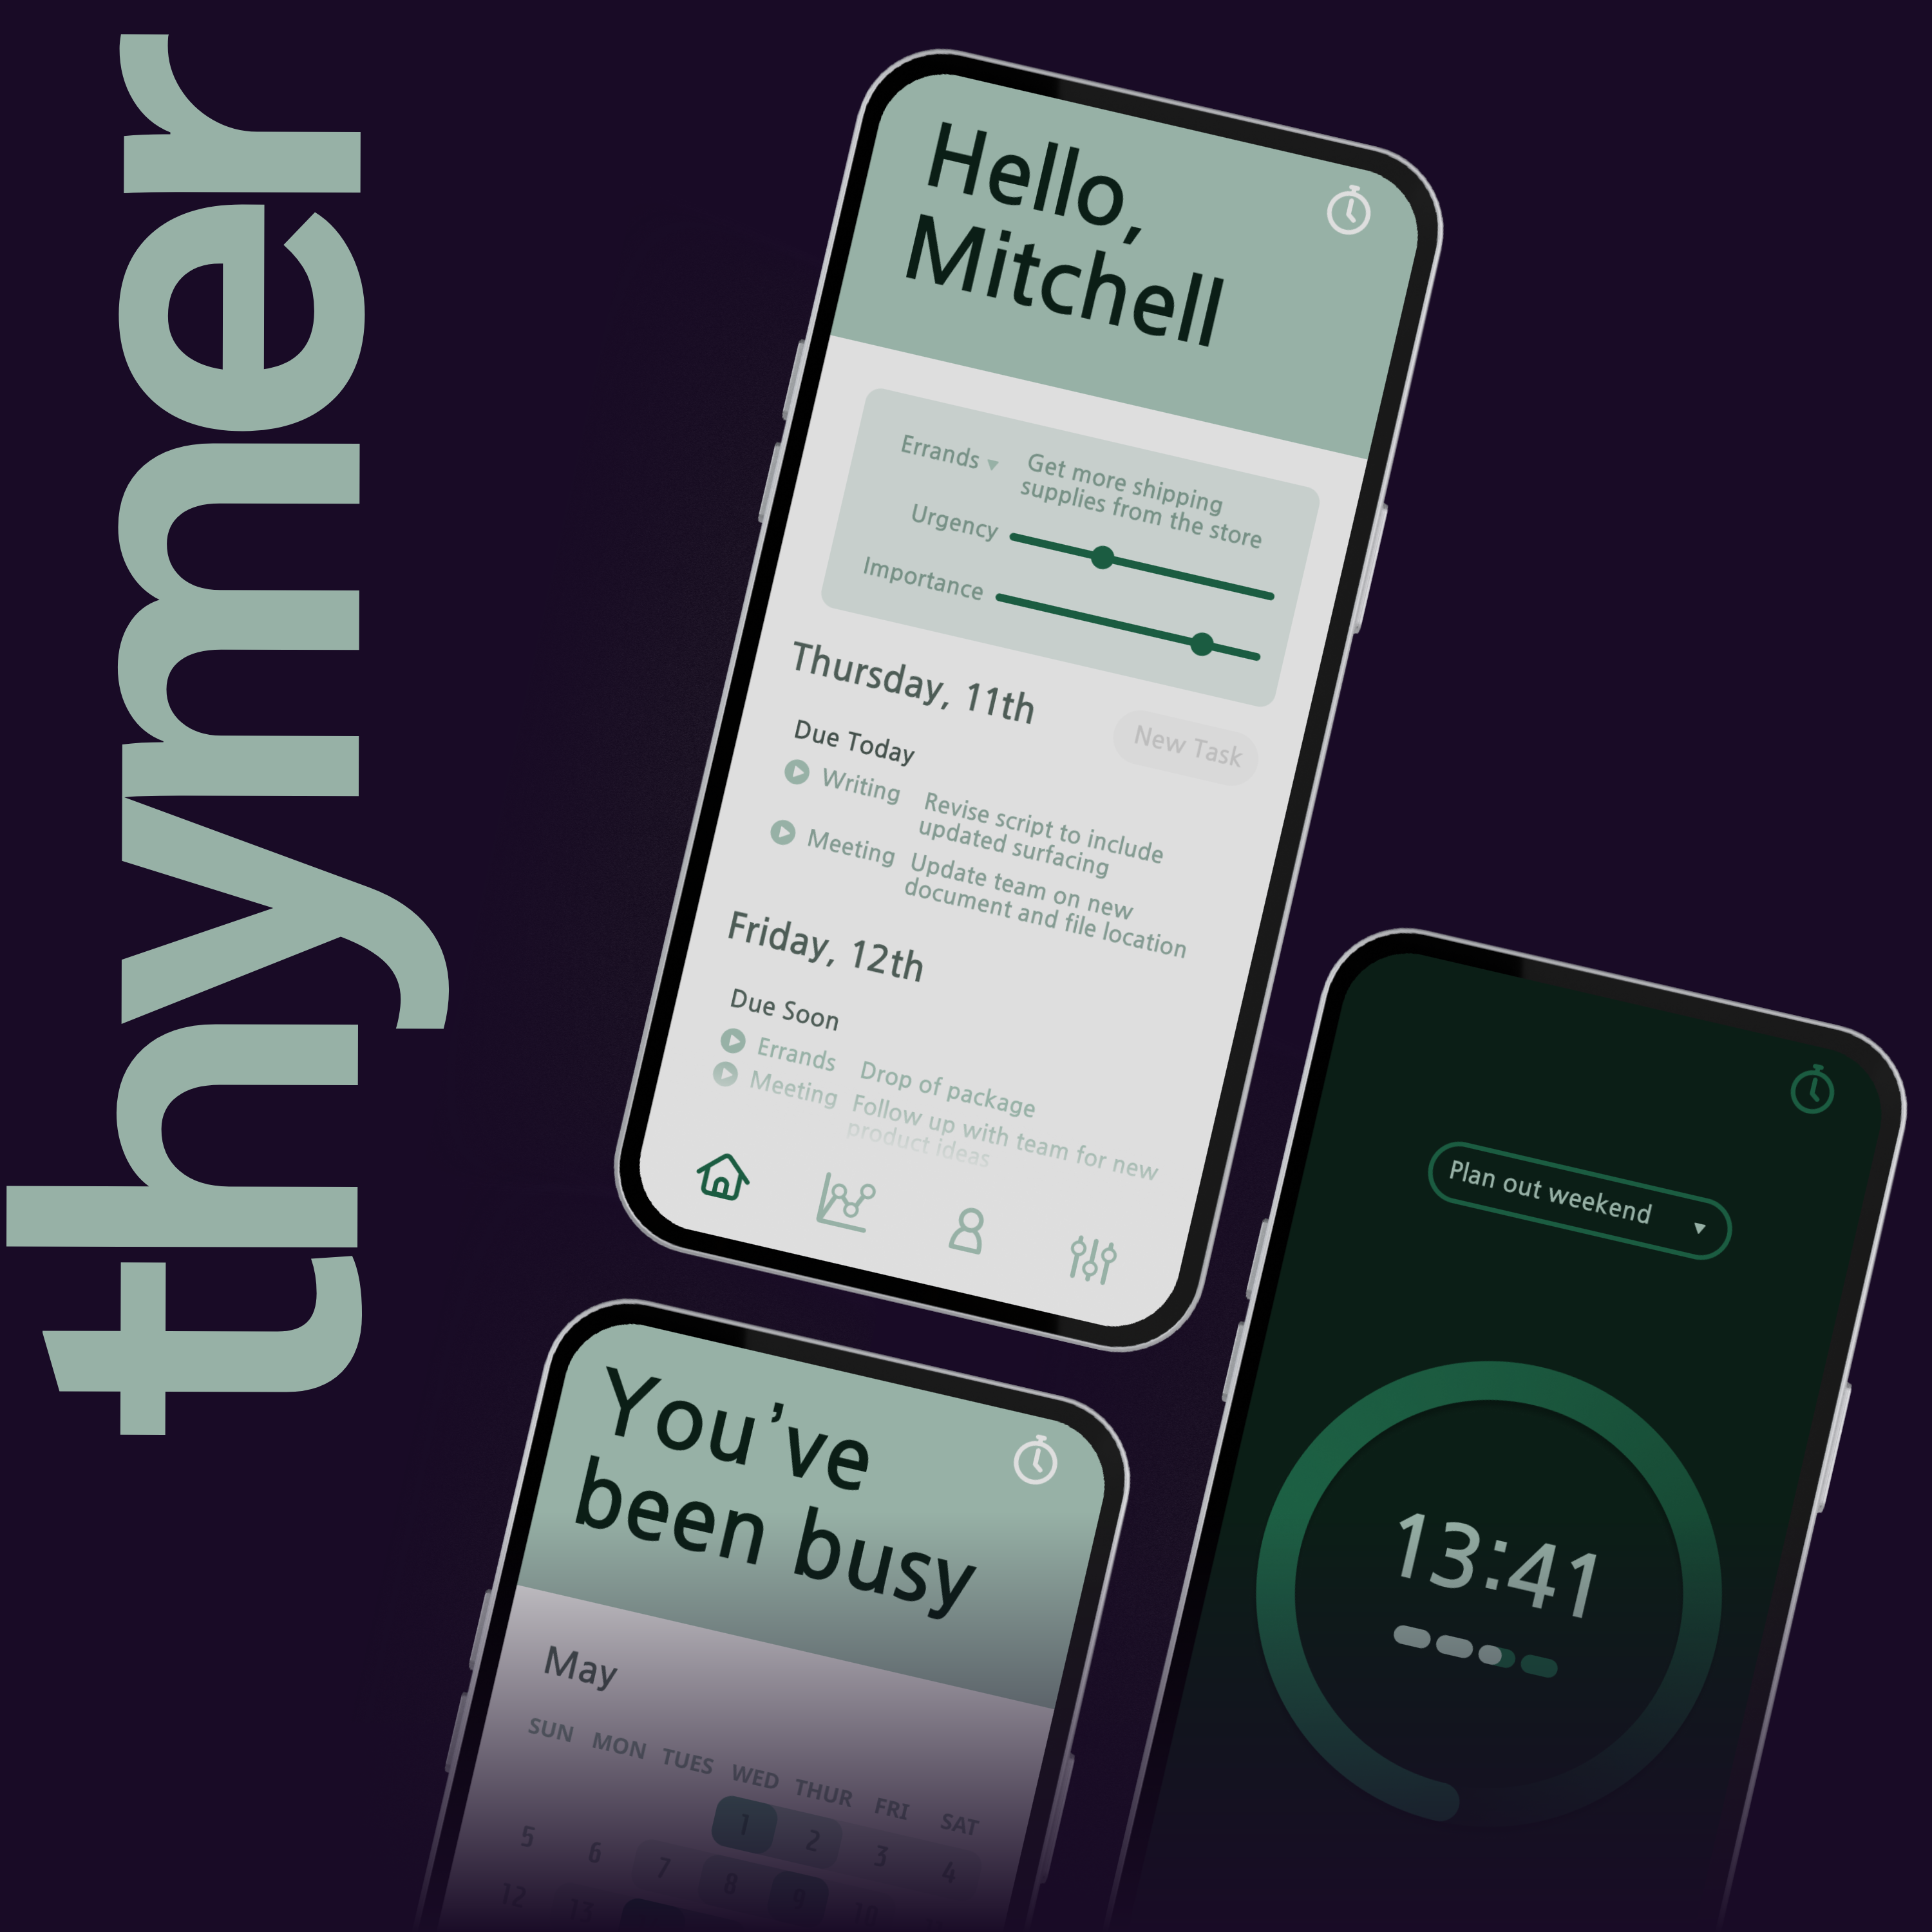 thymer
Hello,
Mitchell
Errands
Get more shipping
supplies from the store
Urgency
Importance
Thursday, 11th
New Task
Due Today
Writing
Revise script to include
updated surfacing
Meeting
Update team on new
document and file location
Friday, 12th
Due Soon
Errands
Drop of package
Meeting
Follow up with team for new
product ideas
You've
been busy
May
SUN MON TUES WED THUR FRI SAT
1 2 3 4
5 6 7 8 9 10
12 13
Plan out weekend
13:41